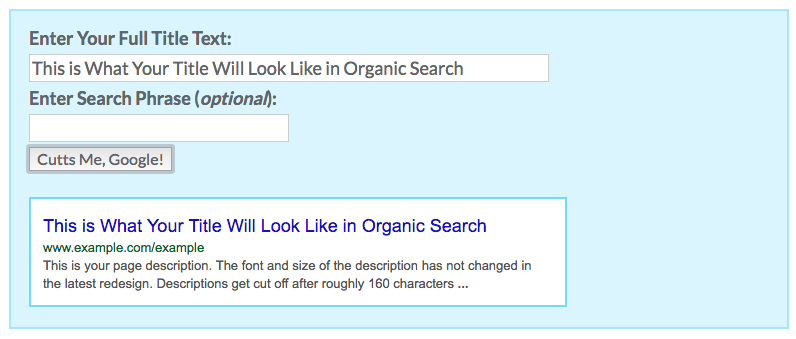 Enter Your Full Title Text:
This is What Your Title Will Look Like in Organic Search
Enter Search Phrase (optional):
Cutts Me, Google!
This is What Your Title Will Look Like in Organic Search
www.example.com/example
This is your page description. The font and size of the description has not changed in
the latest redesign. Descriptions get cut off after roughly 160 characters ...